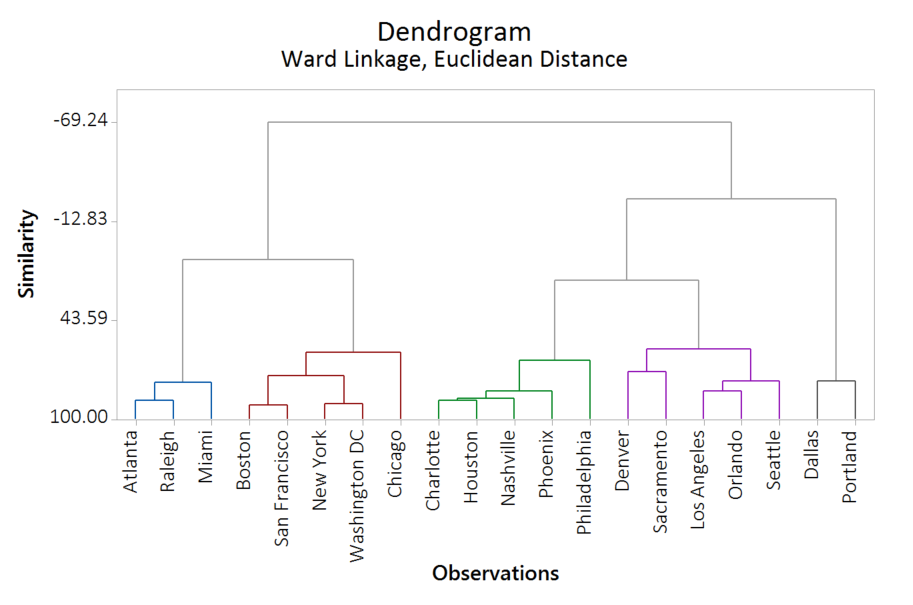 Dendrogram
Ward Linkage, Euclidean Distance
-69.24
-12.83
43.59
100.00
Similarity
Atlanta
Raleigh
Miami
Boston
San Francisco
New York
Washington DC
Chicago
Charlotte
Houston
Nashville
Phoenix
Philadelphia
Denver
Sacramento
Los Angeles
Orlando
Seattle
Dallas
Portland
Observations